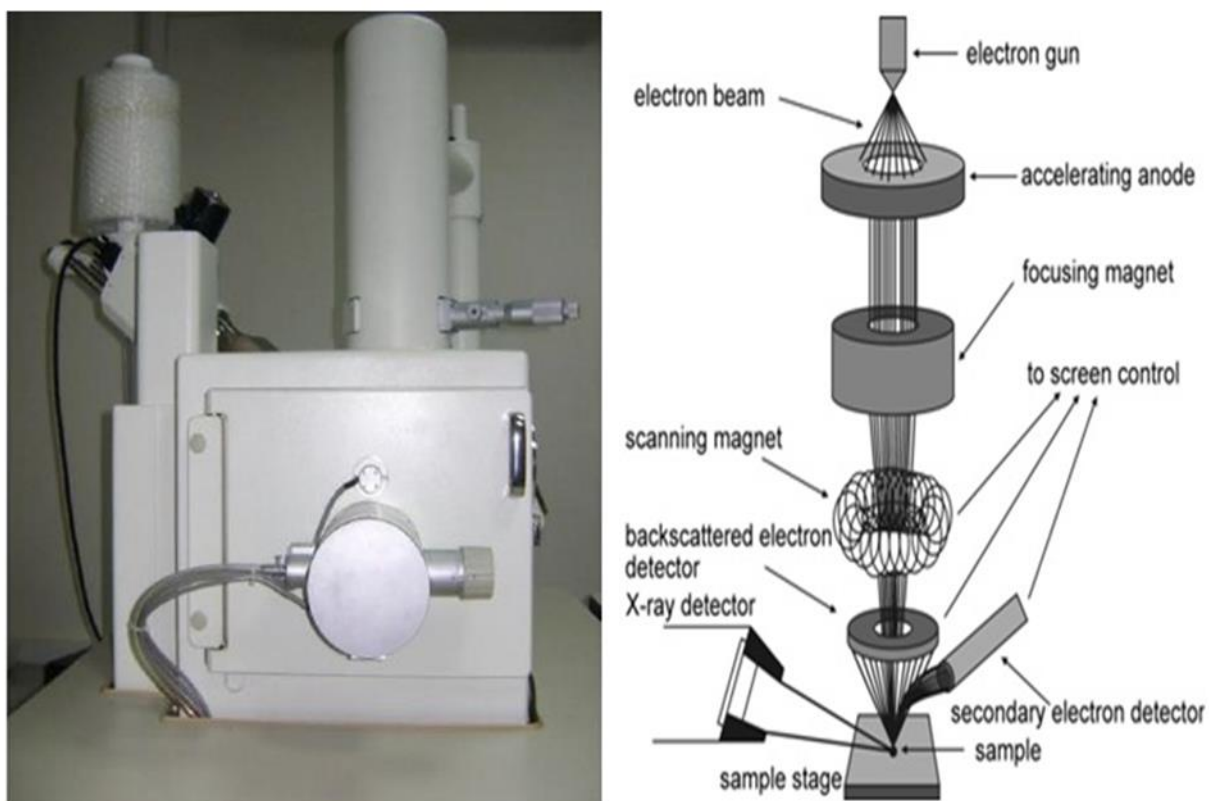 electron gun
electron beam
accelerating anode
focusing magnet
to screen control
scanning magnet
backscattered electron
detector
X-ray detector
secondary electron detector
sample
sample stage